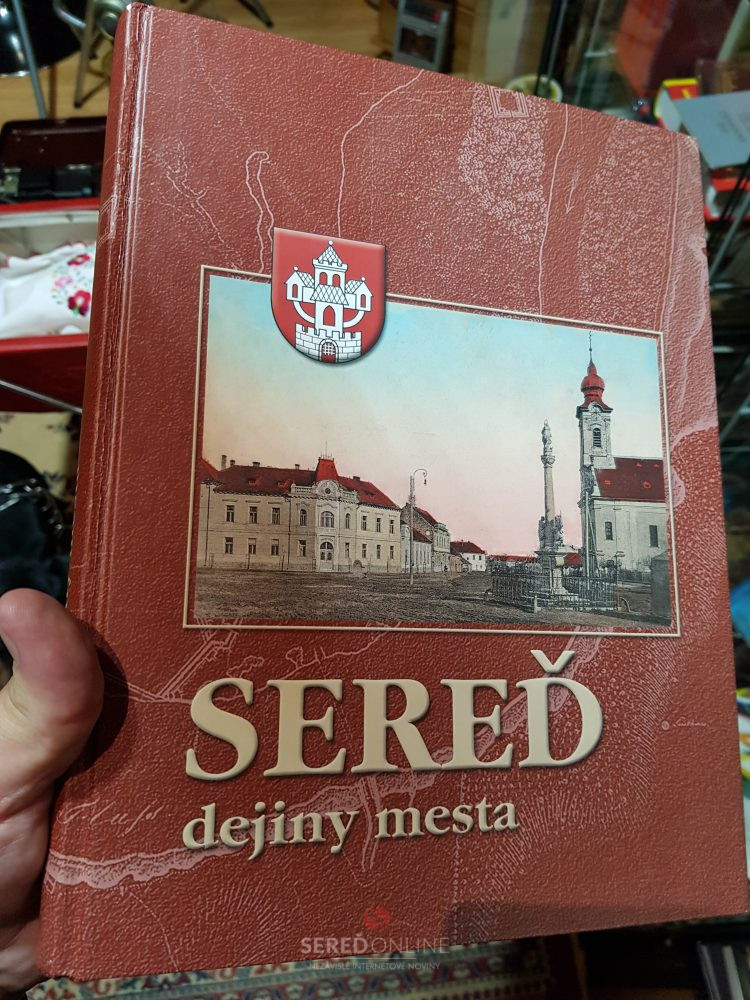 SEREĎ
dejiny mesta
SEREĎONLINE
NEZÁVISLÉ INTERNETOVÉ NOVINY